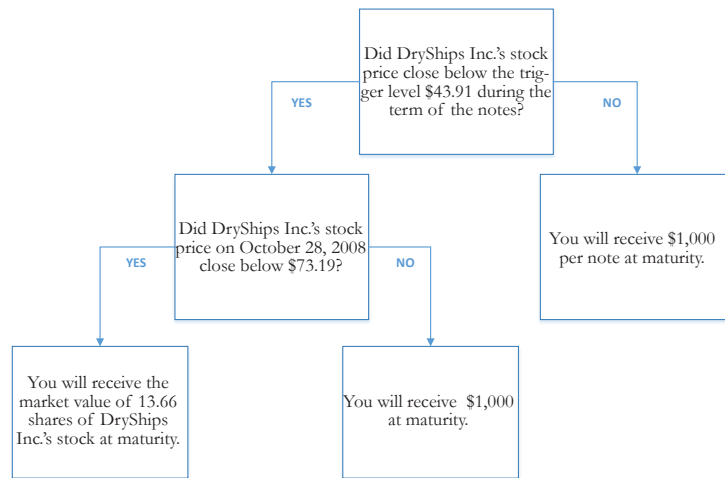 Did DryShips Inc.'s stock
price close below the trig-
ger level $43.91 during the
term of the notes?
YES
NO
Did DryShips Inc.'s stock
price on October 28, 2008
close below $73.19?
You will receive $1,000
per note at maturity.
YES
NO
You will receive the
market value of 13.66
shares of DryShips
Inc.'s stock at maturity.
You will receive $1,000
at maturity.